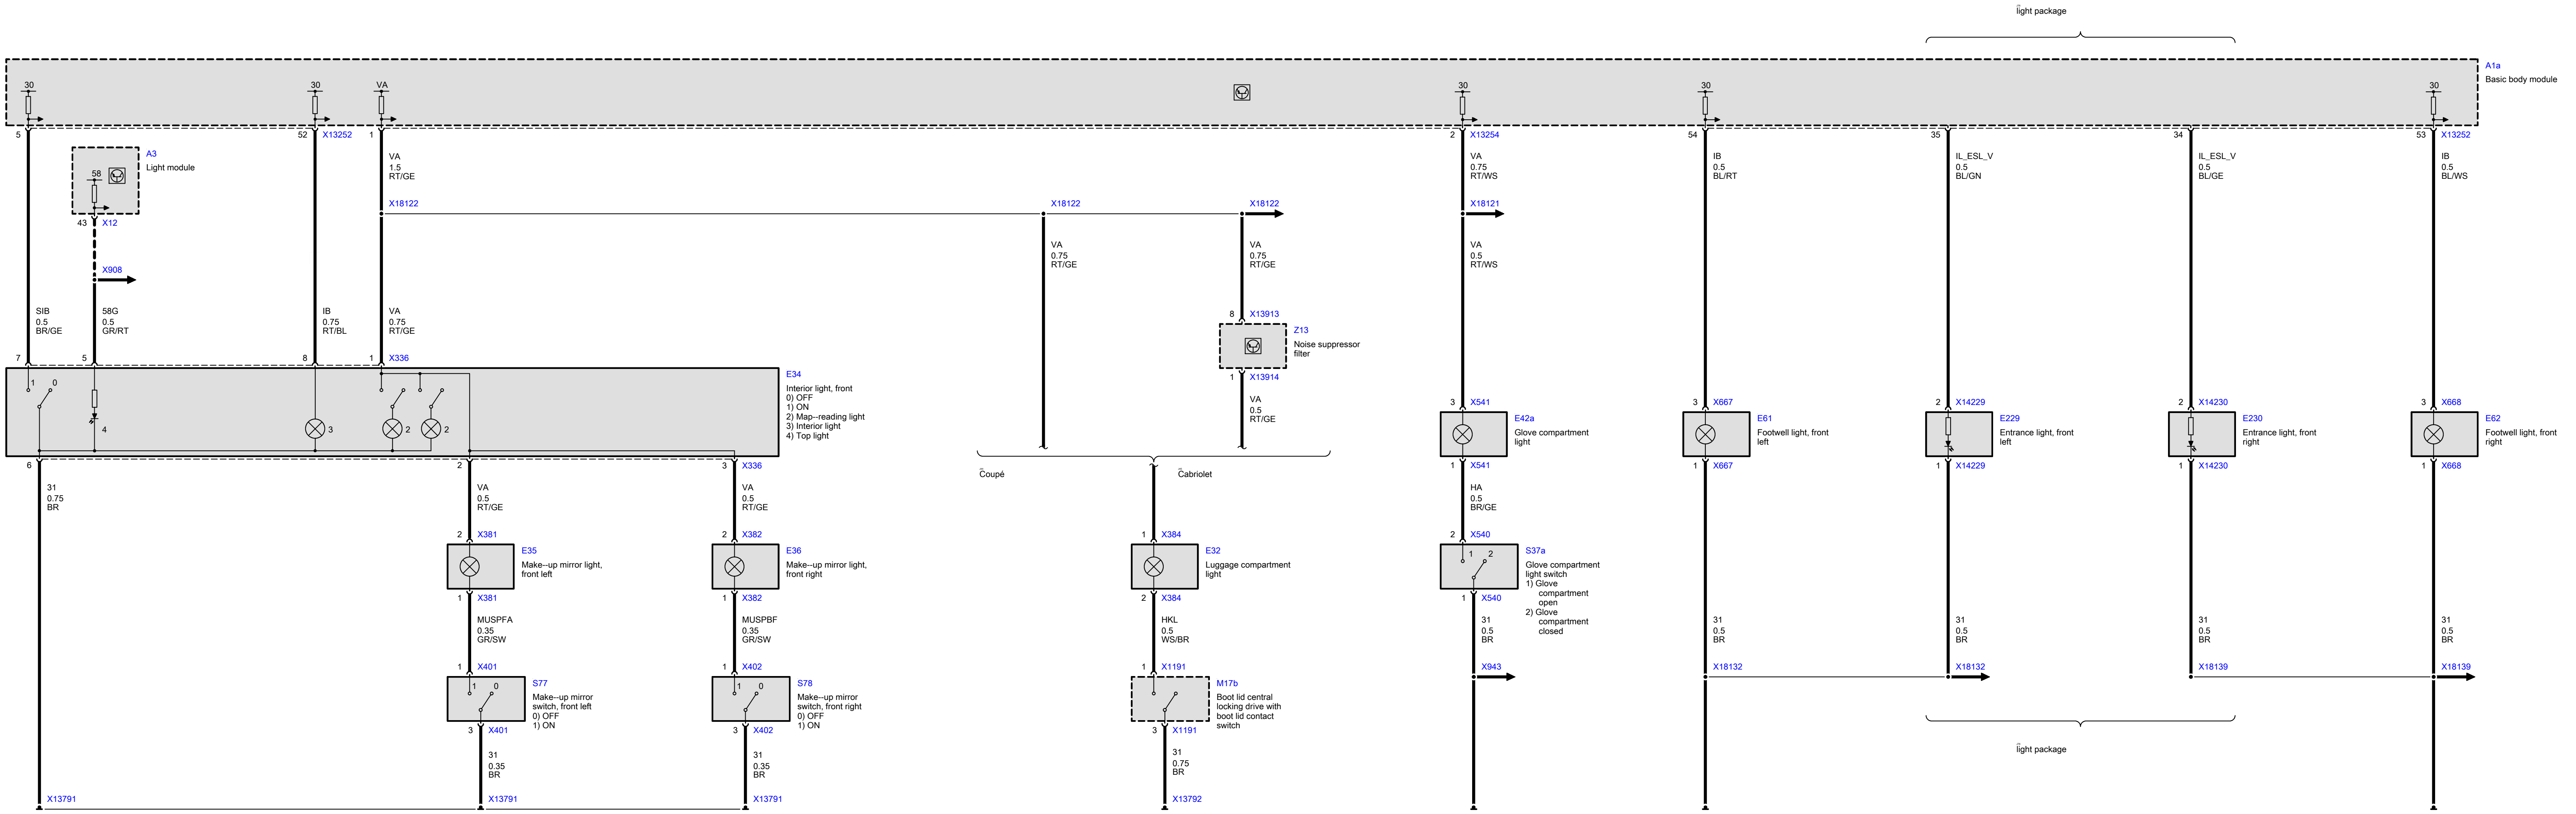 light package
A1a
Basic body module
30
30
VA
30
30
30
5
52
X13252
1
2
X13254
54
35
34
53
X13252
A3
Light module
58
43
X12
X908
VA
1.5
RT/GE
VA
0.75
RT/WS
IB
0.5
BL/RT
IL_ESL_V
0.5
BL/GN
IL_ESL_V
0.5
BL/GE
IB
0.5
BL/WS
X18122
X18122
X18122
X18121
VA
0.75
RT/GE
VA
0.75
RT/GE
VA
0.5
RT/WS
SIB
0.5
BR/GE
58G
0.5
GR/RT
IB
0.75
RT/BL
VA
0.75
RT/GE
8
X13913
Z13
Noise suppressor
filter
1
X13914
VA
0.5
RT/GE
7
5
8
1
X336
1
0
4
3
2
2
E34
Interior light, front
0) OFF
1) ON
2) Map--reading light
3) Interior light
4) Top light
3
X541
E42a
Glove compartment
light
1
X541
3
X667
E61
Footwell light, front
left
1
X667
2
X14229
E229
Entrance light, front
left
1
X14229
2
X14230
E230
Entrance light, front
right
1
X14230
3
X668
E62
Footwell light, front
right
1
X668
6
2
3
X336
Coupé
Cabriolet
31
0.75
BR
VA
0.5
RT/GE
VA
0.5
RT/GE
HA
0.5
BR/GE
2
X381
E35
Make--up mirror light,
front left
1
X381
2
X382
E36
Make--up mirror light,
front right
1
X382
1
X384
E32
Luggage compartment
light
2
X384
2
X540
1
2
S37a
Glove compartment
light switch
1) Glove
compartment
open
2) Glove
compartment
closed
1
X540
MUSPFA
0.35
GR/SW
MUSPBF
0.35
GR/SW
HKL
0.5
WS/BR
31
0.5
BR
31
0.5
BR
31
0.5
BR
31
0.5
BR
31
0.5
BR
1
X401
1
0
S77
Make--up mirror
switch, front left
0) OFF
1) ON
3
X401
1
X402
1
0
S78
Make--up mirror
switch, front right
0) OFF
1) ON
3
X402
1
X1191
M17b
Boot lid central
locking drive with
boot lid contact
switch
3
X1191
X943
X18132
X18132
X18139
X18139
31
0.35
BR
31
0.35
BR
31
0.75
BR
light package
X13791
X13791
X13791
X13792